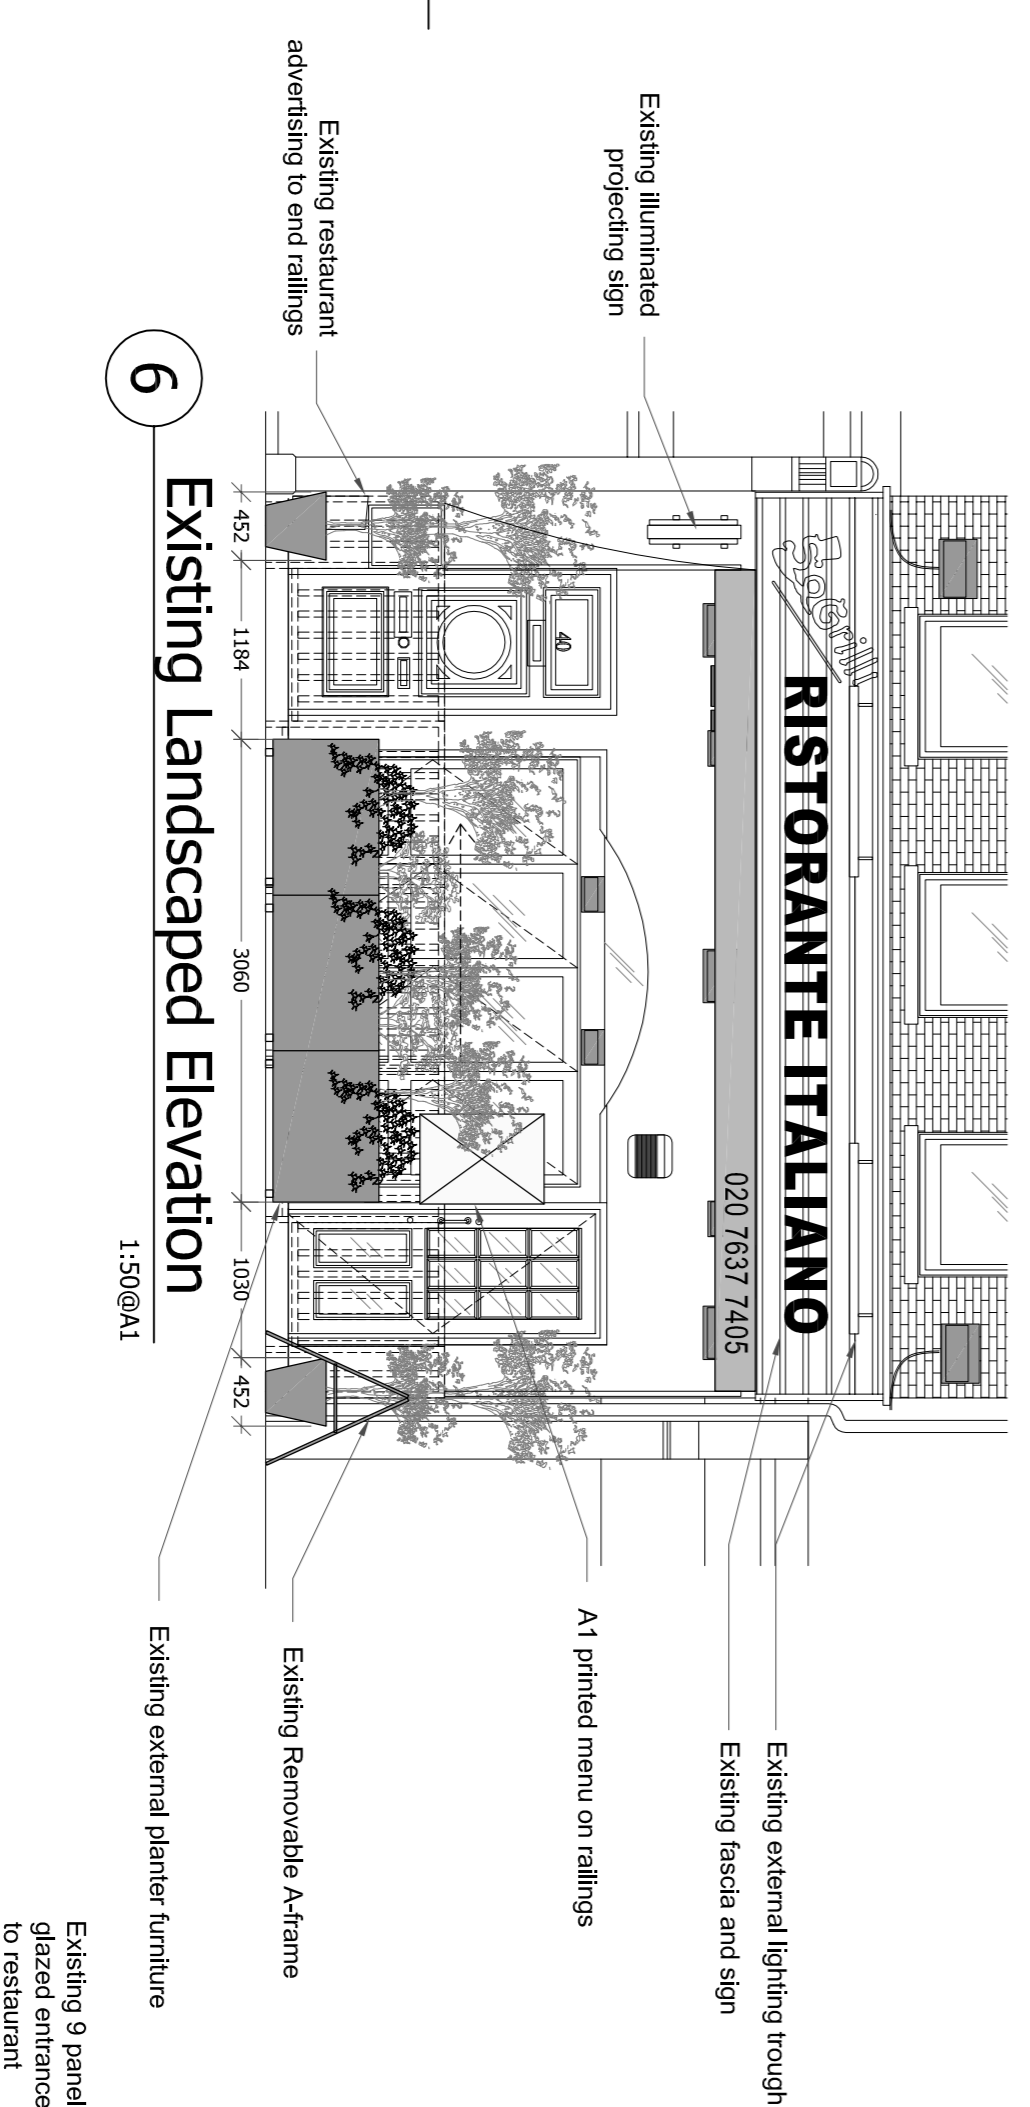 Existing illuminated
projecting sign
Existing restaurant
advertising to end railings
SoGrilly
RISTORANTE ITALIANO
020 7637 7405
40
Existing external lighting trough
Existing fascia and sign
A1 printed menu on railings
Existing Removable A-frame
Existing external planter furniture
452
1184
3060
1030
452
6
Existing Landscaped Elevation
1:50@A1
Existing 9 panel
glazed entrance
to restaurant